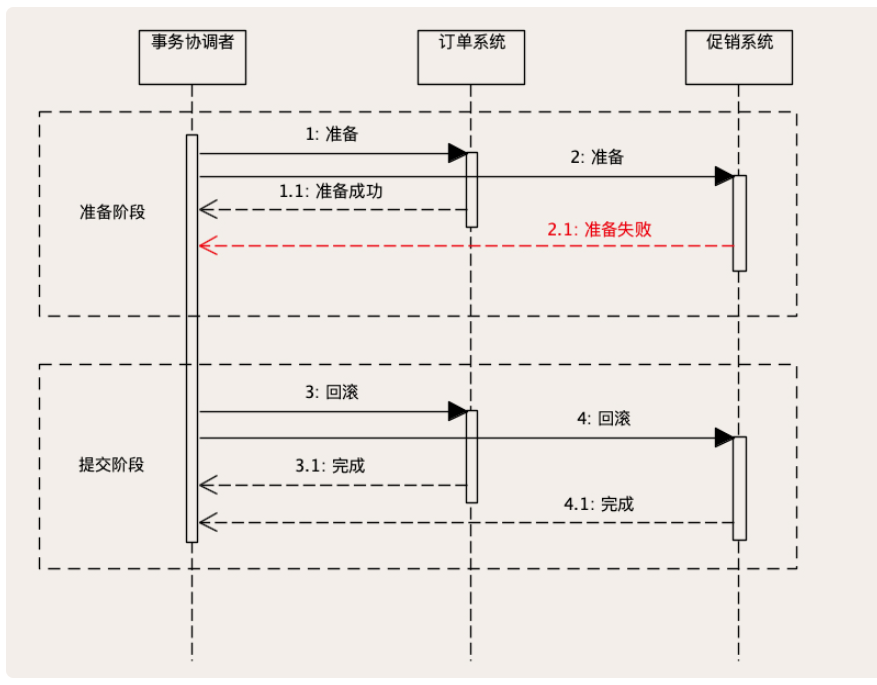 事务协调者
订单系统
促销系统
1: 准备
2: 准备
1.1: 准备成功
准备阶段
2.1: 准备失败
3: 回滚
4: 回滚
3.1: 完成
提交阶段
4.1: 完成